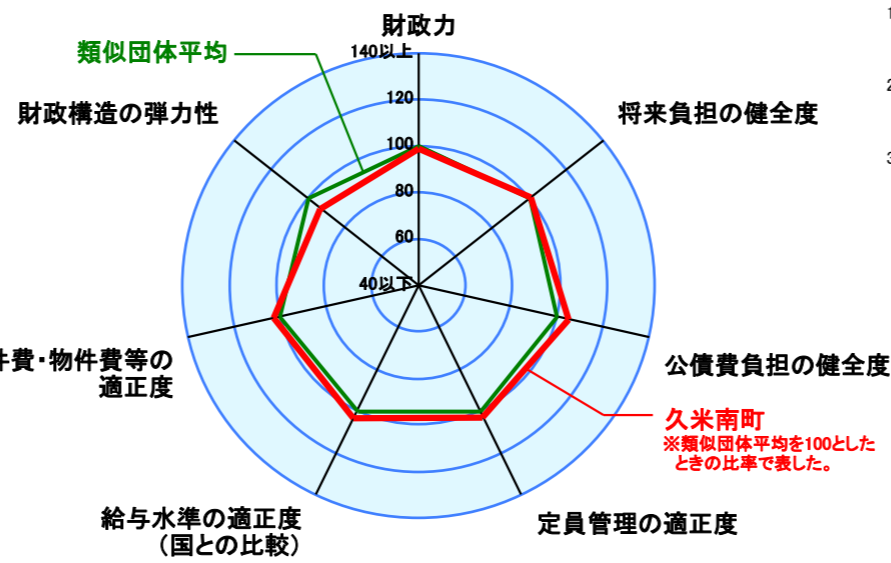 財政力
類似団体平均
140以上
財政構造の弾力性
将来負担の健全度
120
100
80
60
40以下
件費・物件費等の
適正度
公債費負担の健全度
久米南町
※類似団体平均を100とした
ときの比率で表した。
給与水準の適正度
（国との比較）
定員管理の適正度
1
2
3